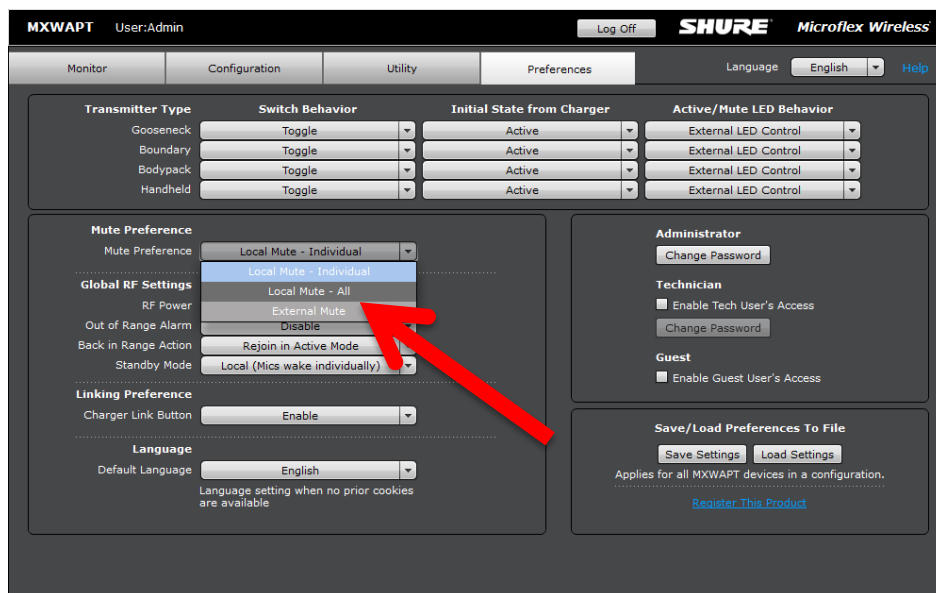 MXWAPT User:Admin Log Off SHURE Microflex Wireless
Monitor Configuration Utility Preferences Language English Help
Transmitter Type Switch Behavior Initial State from Charger Active/Mute LED Behavior
Gooseneck Toggle Active External LED Control
Boundary Toggle Active External LED Control
Bodypack Toggle Active External LED Control
Handheld Toggle Active External LED Control
Mute Preference
Mute Preference Local Mute - Individual
Local Mute - Individual
Local Mute - All
External Mute
Global RF Settings
RF Power
Out of Range Alarm Disable
Back in Range Action Rejoin in Active Mode
Standby Mode Local (Mics wake individually)
Linking Preference
Charger Link Button Enable
Language
Default Language English
Language setting when no prior cookies
are available
Administrator
Change Password
Technician
Enable Tech User's Access
Change Password
Guest
Enable Guest User's Access
Save/Load Preferences To File
Save Settings Load Settings
Applies for all MXWAPT devices in a configuration.
Register This Product